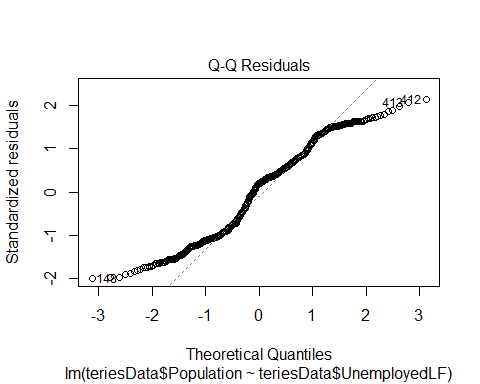 Q-Q Residuals
Standardized residuals
2
1
0
-1
-2
412
-3 -2 -1 0 1 2 3
Theoretical Quantiles
lm(teriesData$Population ~ teriesData$UnemployedLF)